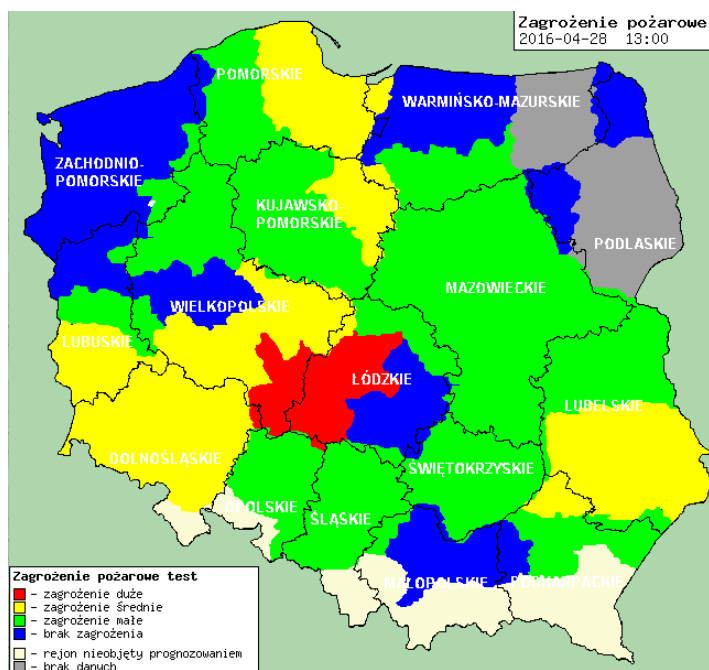 Zagrożenie pożarowe
2016-04-28 13:00
POMORSKIE
WARMIŃSKO-MAZURSKIE
ZACHODNIO-
POMORSKIE
KUJAWSKO-
POMORSKIE
PODLASKIE
MAZOWIECKIE
WIELKOPOLSKIE
LUBUSKIE
ŁÓDZKIE
LUBELSKIE
DOLNOŚLĄSKIE
ŚWIĘTOKRZYSKIE
OPOLSKIE
ŚLĄSKIE
MAŁOPOLSKIE
PODKARPACKIE
Zagrożenie pożarowe test
- zagrożenie duże
- zagrożenie średnie
- zagrożenie małe
- brak zagrożenia
- rejon nieobjęty prognozowaniem
- brak danych